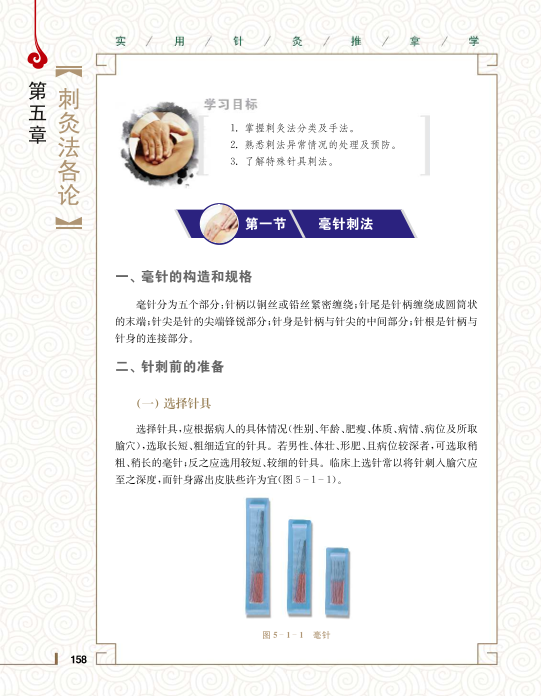 实 / 用 / 针 / 灸 / 推 / 拿 / 学
第五章
【刺灸法各论】
学习目标
1. 掌握刺灸法分类及手法。
2. 熟悉刺法异常情况的处理及预防。
3. 了解特殊针具刺法。
第一节 毫针刺法
一、毫针的构造和规格
毫针分为五个部分:针柄以铜丝或铅丝紧密缠绕;针尾是针柄缠绕成圆筒状
的末端;针尖是针的尖端锋锐部分;针身是针柄与针尖的中间部分;针根是针柄与
针身的连接部分。
二、针刺前的准备
(一) 选择针具
选择针具,应根据病人的具体情况(性别、年龄、肥瘦、体质、病情、病位及所取
腧穴),选取长短、粗细适宜的针具。若男性、体壮、形肥、且病位较深者,可选取稍
粗、稍长的毫针;反之应选用较短、较细的针具。临床上选针常以将针刺入腧穴应
至之深度,而针身露出皮肤些许为宜(图 5-1-1)。
图 5-1-1 毫针
158